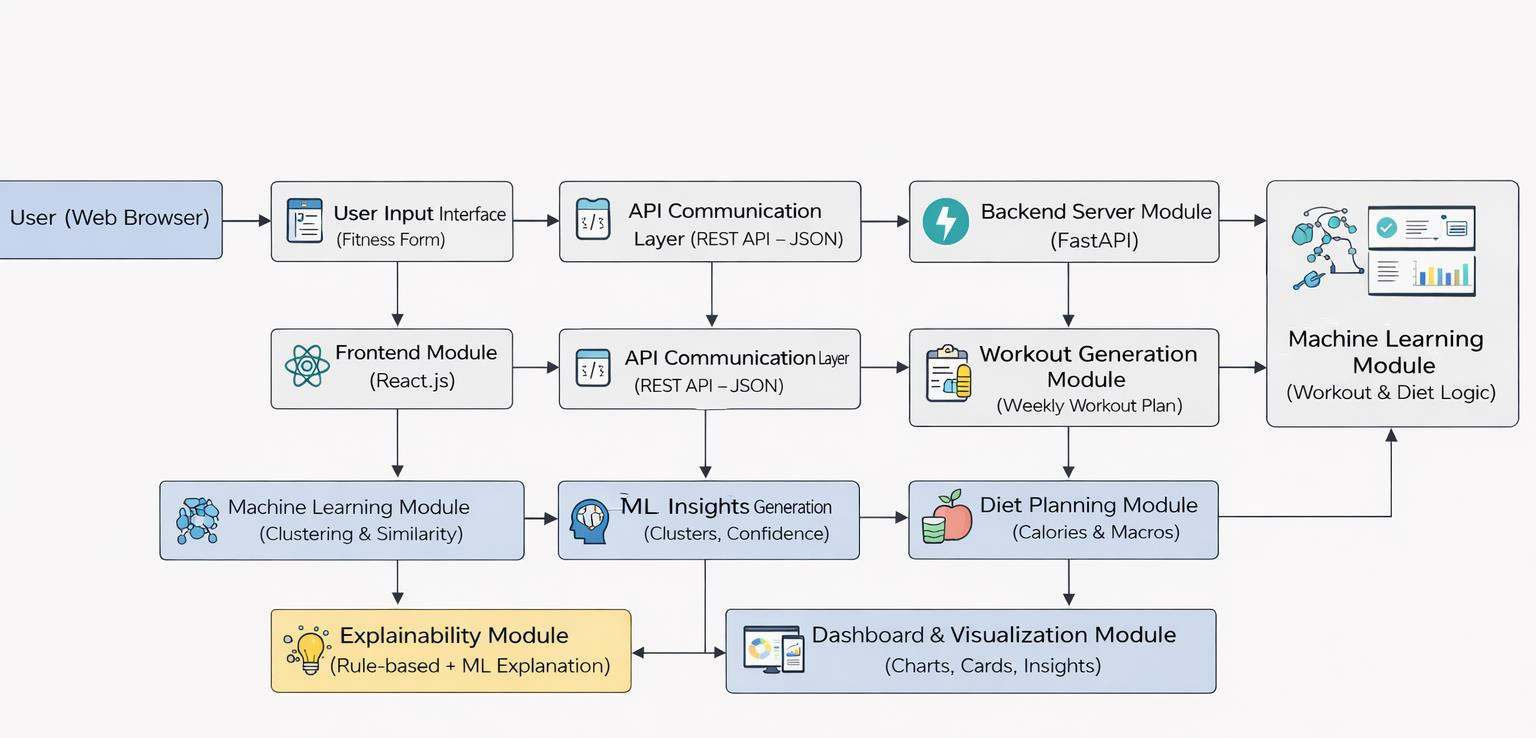 User (Web Browser)
User Input Interface
(Fitness Form)
API Communication
Layer (REST API – JSON)
Backend Server Module
(FastAPI)
Machine Learning
Module
(Workout & Diet Logic)
Frontend Module
(React.js)
API Communication Layer
(REST API – JSON)
Workout Generation
Module
(Weekly Workout Plan)
Machine Learning Module
(Clustering & Similarity)
ML Insights Generation
(Clusters, Confidence)
Diet Planning Module
(Calories & Macros)
Explainability Module
(Rule-based + ML Explanation)
Dashboard & Visualization Module
(Charts, Cards, Insights)